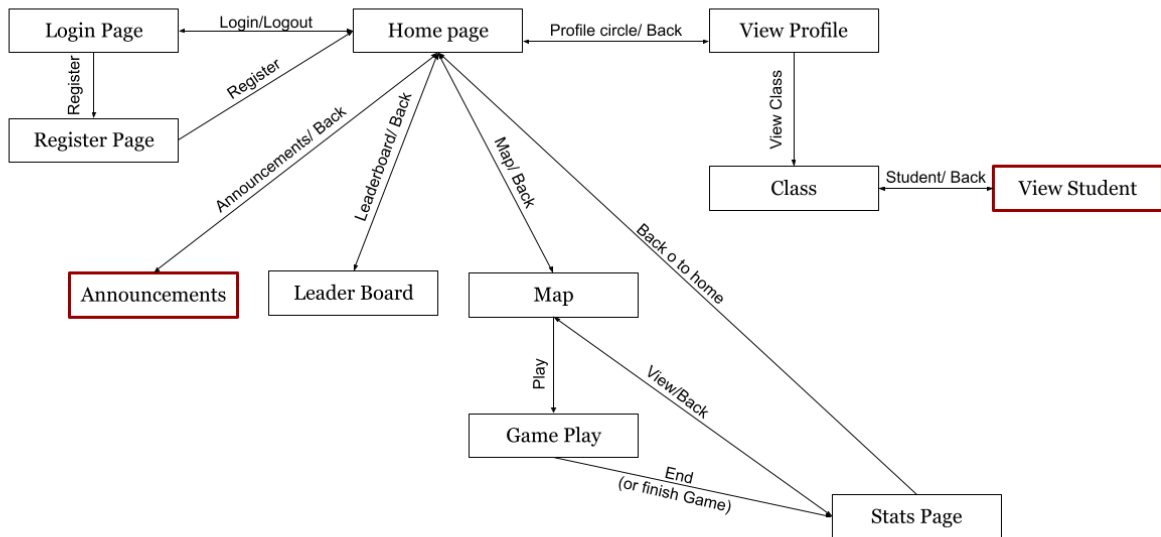 Login Page
Login/Logout
Home page
Profile circle/ Back
View Profile
Register
Register
Register Page
Announcements/ Back
Leaderboard/ Back
Map/ Back
View Class
Class
Student/ Back
View Student
Back o to home
Announcements
Leader Board
Map
Play
View/Back
Game Play
End
(or finish Game)
Stats Page